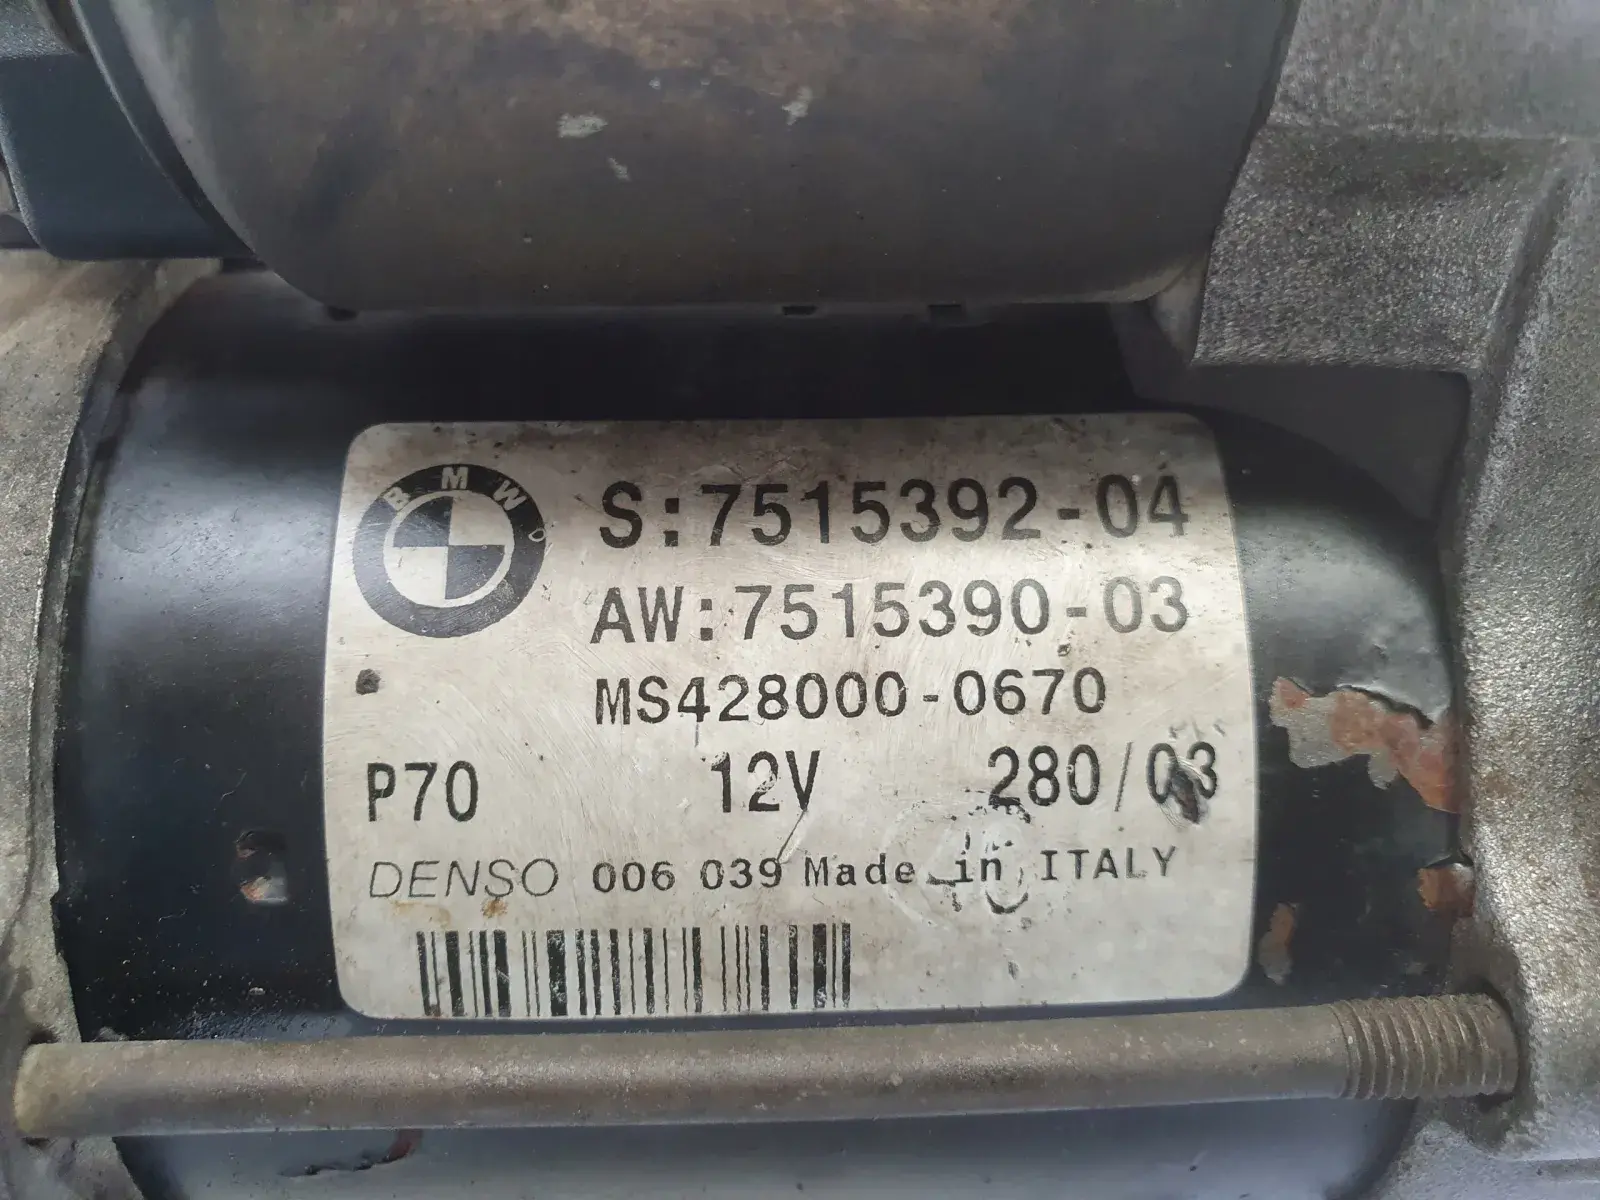 BMW
S:7515392-04
AW:7515390-03
MS428000-0670
P70 12V 280/03
DENSO 006 039 Made in ITALY